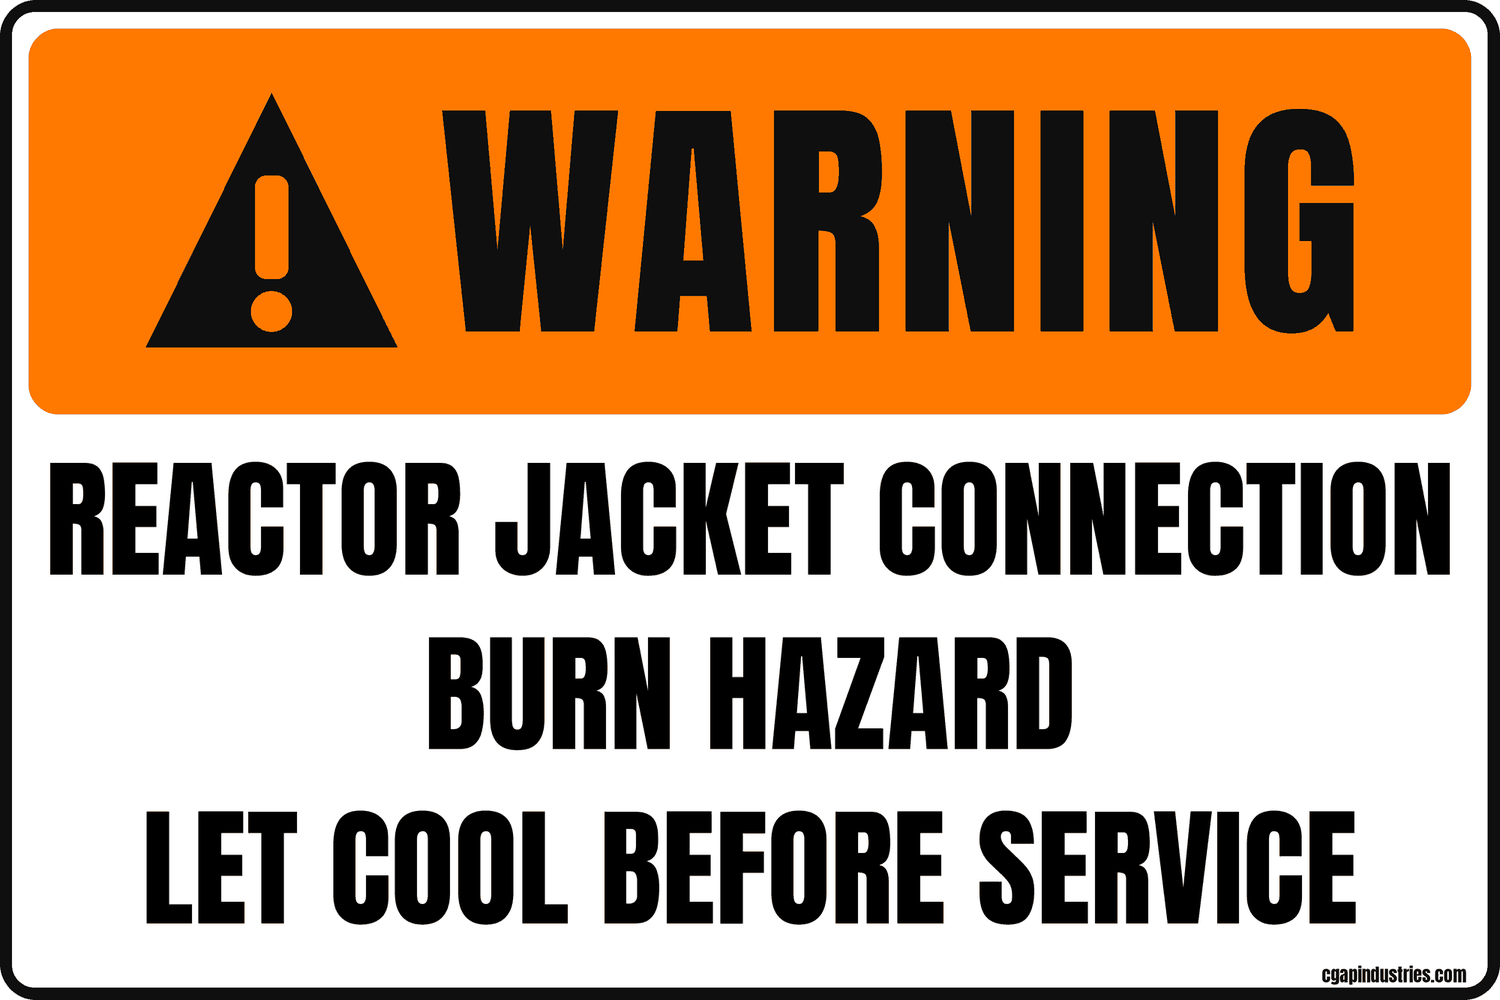 WARNING
REACTOR JACKET CONNECTION
BURN HAZARD
LET COOL BEFORE SERVICE
cgapindustries.com